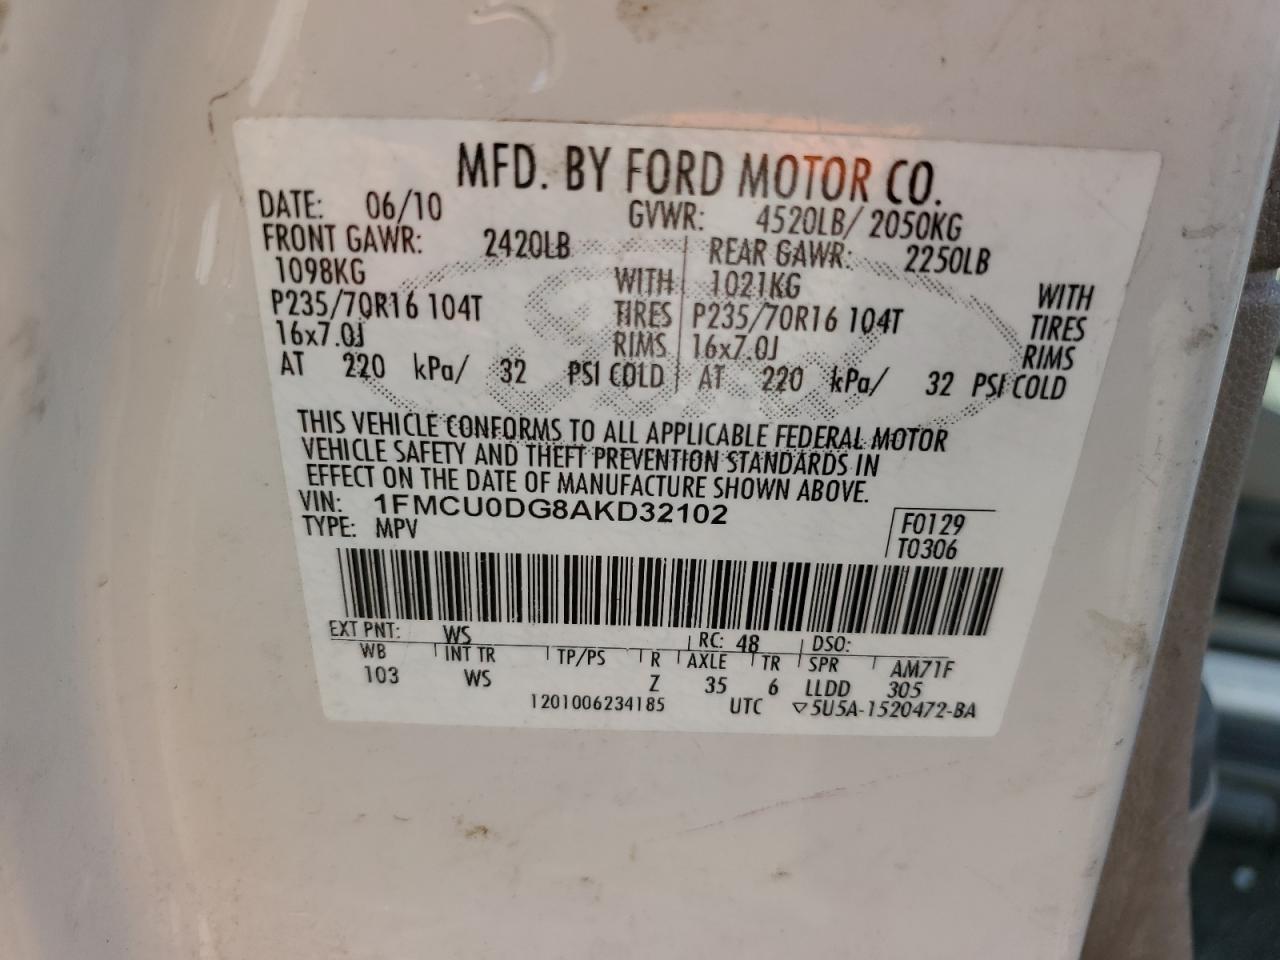 MFD. BY FORD MOTOR CO.
DATE: 06/10 GVWR: 4520LB/ 2050KG
FRONT GAWR: 2420LB REAR GAWR: 2250LB
1098KG WITH 1021KG WITH
P235/70R16 104T TIRES P235/70R16 104T TIRES
16x7.0J RIMS 16x7.0J RIMS
AT 220 kPa/ 32 PSI COLD AT 220 kPa/ 32 PSI COLD
THIS VEHICLE CONFORMS TO ALL APPLICABLE FEDERAL MOTOR
VEHICLE SAFETY AND THEFT PREVENTION STANDARDS IN
EFFECT ON THE DATE OF MANUFACTURE SHOWN ABOVE.
VIN: 1FMCU0DG8AKD32102 F0129
TYPE: MPV T0306
EXT PNT: WS RC: 48 DSO:
WB INT TR TP/PS R AXLE TR SPR AM71F
103 WS Z 35 6 LLDD 305
1201006234185 UTC ▽5U5A-1520472-BA